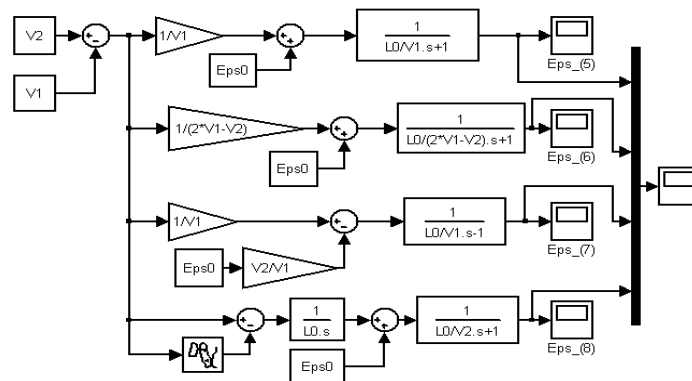 V2
1/V1
1
L0/V1.s+1
Eps0
Eps_(5)
V1
1/(2*V1-V2)
1
L0/(2*V1-V2).s+1
Eps0
Eps_(6)
1/V1
1
L0/V1.s-1
Eps0
V2/V1
Eps_(7)
1
L0.s
1
L0/V2.s+1
Eps0
Eps_(8)